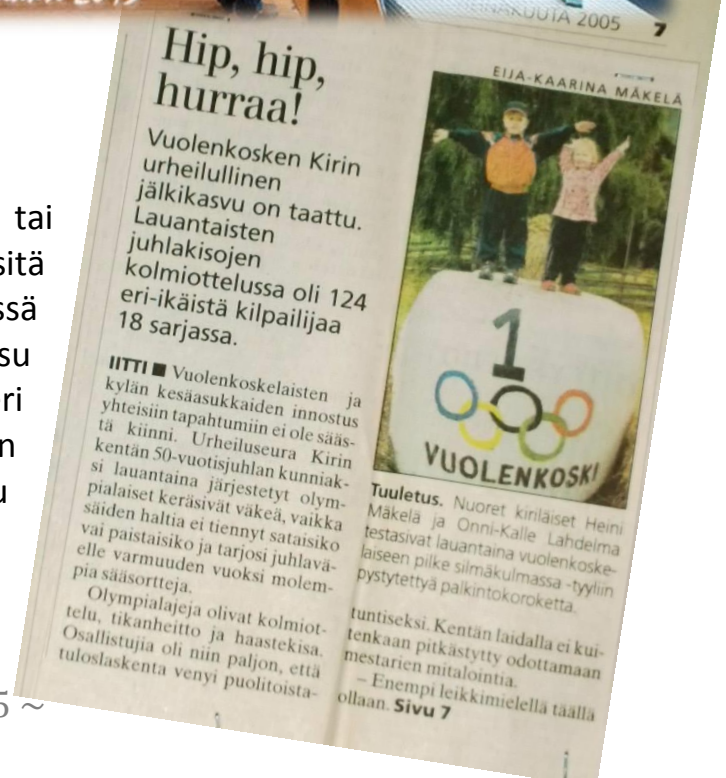 2005 7
Hip, hip,
hurraa!
Vuolenkosken Kirin
urheilullinen
jälkikasvu on taattu.
Lauantaisten
juhlakisojen
kolmiottelussa oli 124
eri-ikäistä kilpailijaa
18 sarjassa.
IITTI ■ Vuolenkoskelaisten ja
kylän kesäasukkaiden innostus
yhteisiin tapahtumiin ei ole sääs-
tä kiinni. Urheiluseura Kirin
kentän 50-vuotisjuhlan kunniak-
si lauantaina järjestetyt olym-
pialaiset keräsivät väkeä, vaikka
säiden haltia ei tiennyt sataisiko
vai paistaisiko ja tarjosi juhlavä-
elle varmuuden vuoksi molem-
pia sääsortteja.
Olympialajeja olivat kolmiot-
telu, tikanheitto ja haastekisa.
Osallistujia oli niin paljon, että
tuloslaskenta venyi puolitoista-
EIJA-KAARINA MÄKELÄ
1
VUOLENKOSKI
Tuuletus. Nuoret kiriläiset Heini
Mäkelä ja Onni-Kalle Lahdelma
testasivat lauantaina vuolenkoske-
laiseen pilke silmäkulmassa -tyyliin
pystytettyä palkintokoroketta.
tuntiseksi. Kentän laidalla ei kui-
tenkaan pitkästytty odottamaan
mestarien mitalointia.
– Enempi leikkimielellä täällä
ollaan. Sivu 7
tai
sitä
ssä
su
eri
n
u
5 ~